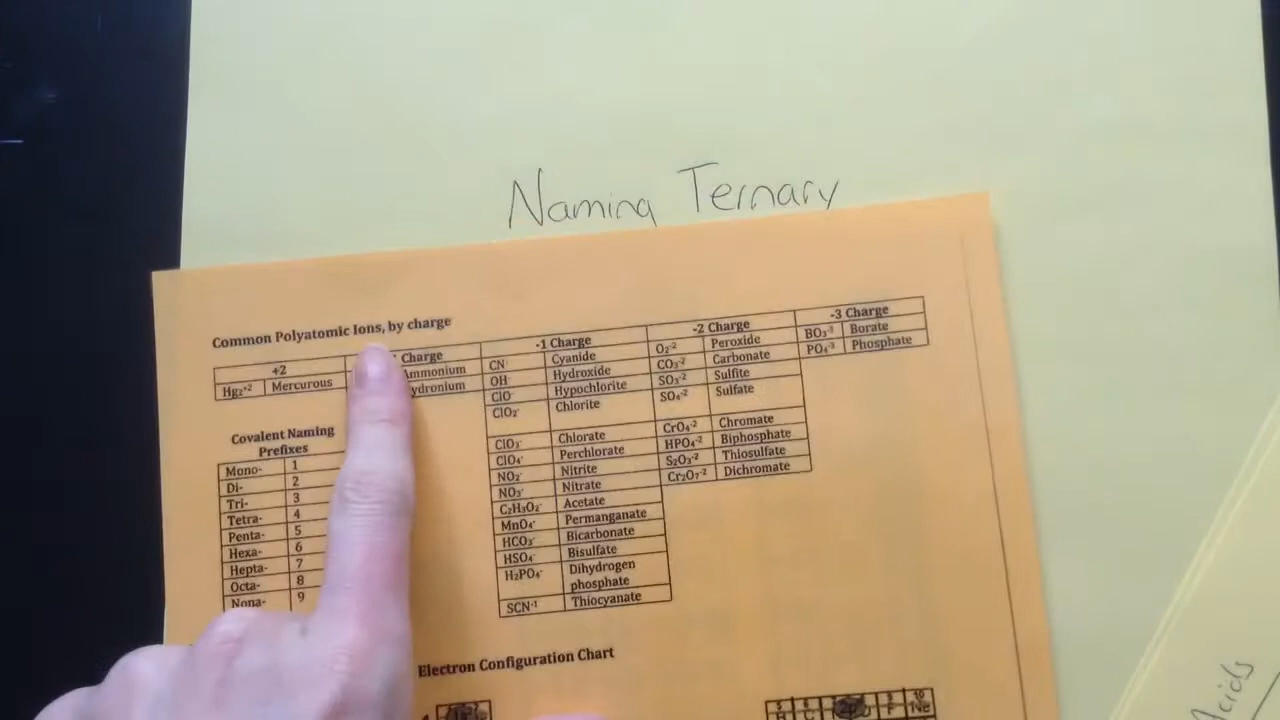 Naming Ternary
Common Polyatomic Ions, by charge
+2 Charge -1 Charge -2 Charge -3 Charge
Hg₂⁺² Mercurous
Ammonium
CN⁻ Cyanide
OH⁻ Hydroxide
ClO⁻ Hypochlorite
ClO₂⁻ Chlorite
ClO₃⁻ Chlorate
ClO₄⁻ Perchlorate
NO₂⁻ Nitrite
NO₃⁻ Nitrate
C₂H₃O₂⁻ Acetate
MnO₄⁻ Permanganate
HCO₃⁻ Bicarbonate
HSO₄⁻ Bisulfate
H₂PO₄⁻ Dihydrogen
phosphate
SCN⁻¹ Thiocyanate
O₂⁻² Peroxide
CO₃⁻² Carbonate
SO₃⁻² Sulfite
SO₄⁻² Sulfate
CrO₄⁻² Chromate
HPO₄⁻² Biphosphate
S₂O₃⁻² Thiosulfate
Cr₂O₇⁻² Dichromate
BO₃⁻³ Borate
PO₄⁻³ Phosphate
Covalent Naming
Prefixes
Mono- 1
Di- 2
Tri- 3
Tetra- 4
Penta- 5
Hexa- 6
Hepta- 7
Octa- 8
Nona- 9
Electron Configuration Chart
9 10
F Ne
Acids